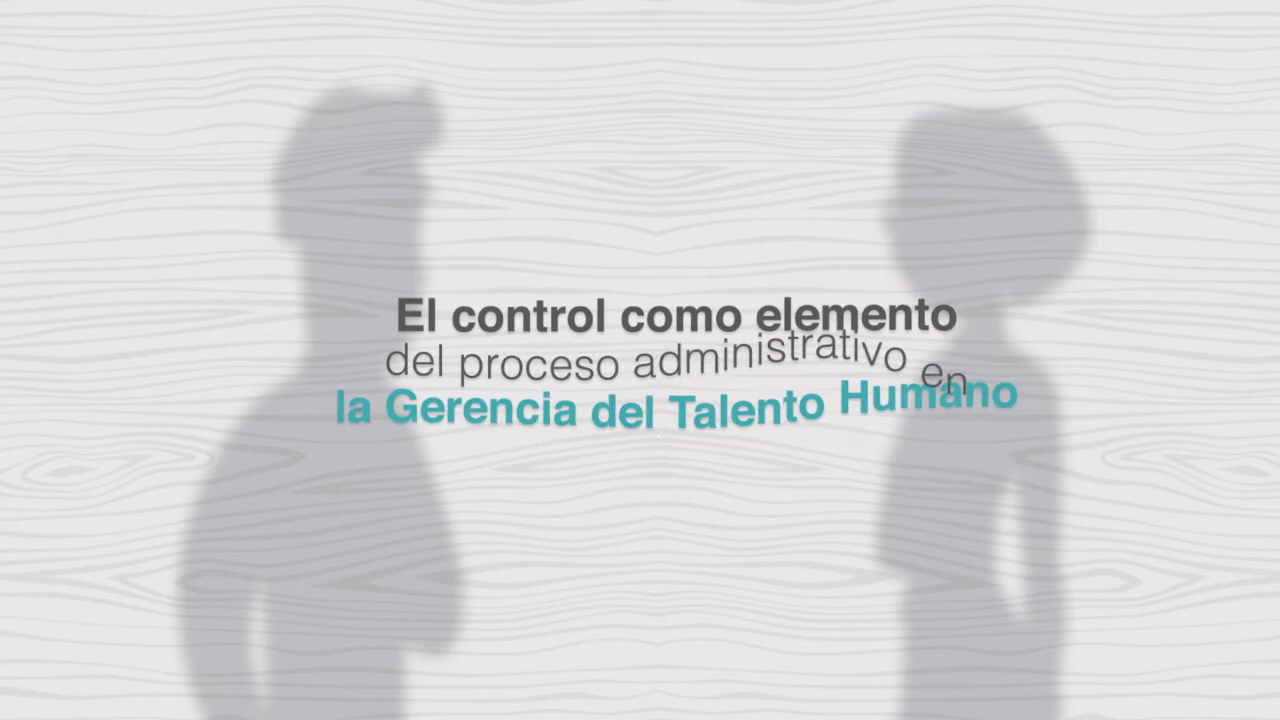 El control como elemento
del proceso administrativo en
la Gerencia del Talento Humano